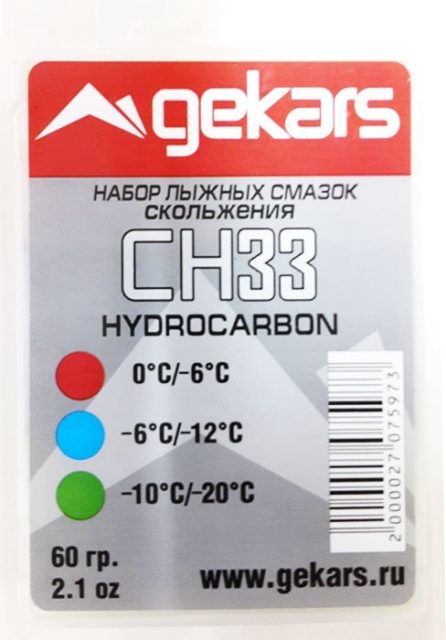 gekars
НАБОР ЛЫЖНЫХ СМАЗОК
СКОЛЬЖЕНИЯ
CH33
HYDROCARBON
0°C/-6°C
-6°C/-12°C
-10°C/-20°C
2000027075973
60 гр.
2.1 oz
www.gekars.ru